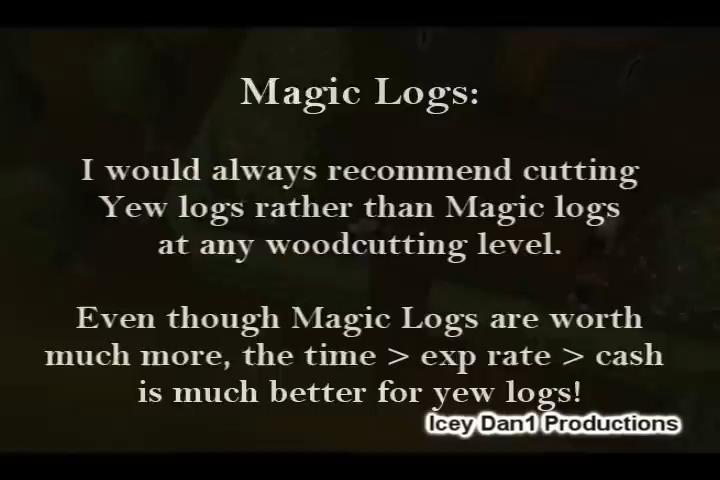 Magic Logs:
I would always recommend cutting
Yew logs rather than Magic logs
at any woodcutting level.
Even though Magic Logs are worth
much more, the time > exp rate > cash
is much better for yew logs!
Icey Dan1 Productions